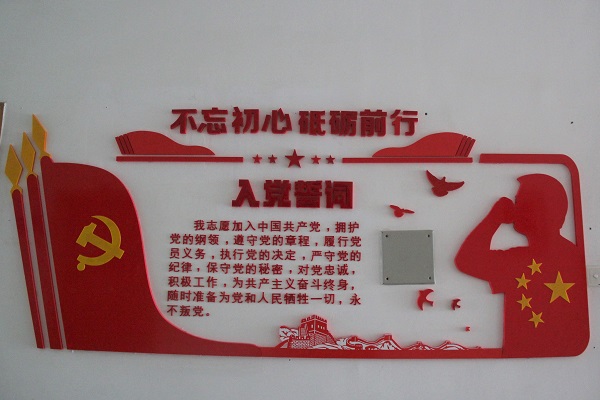 不忘初心 砥砺前行
入党誓词
我志愿加入中国共产党，拥护
党的纲领，遵守党的章程，履行党
员义务，执行党的决定，严守党的
纪律，保守党的秘密，对党忠诚，
积极工作，为共产主义奋斗终身，
随时准备为党和人民牺牲一切，永
不叛党。